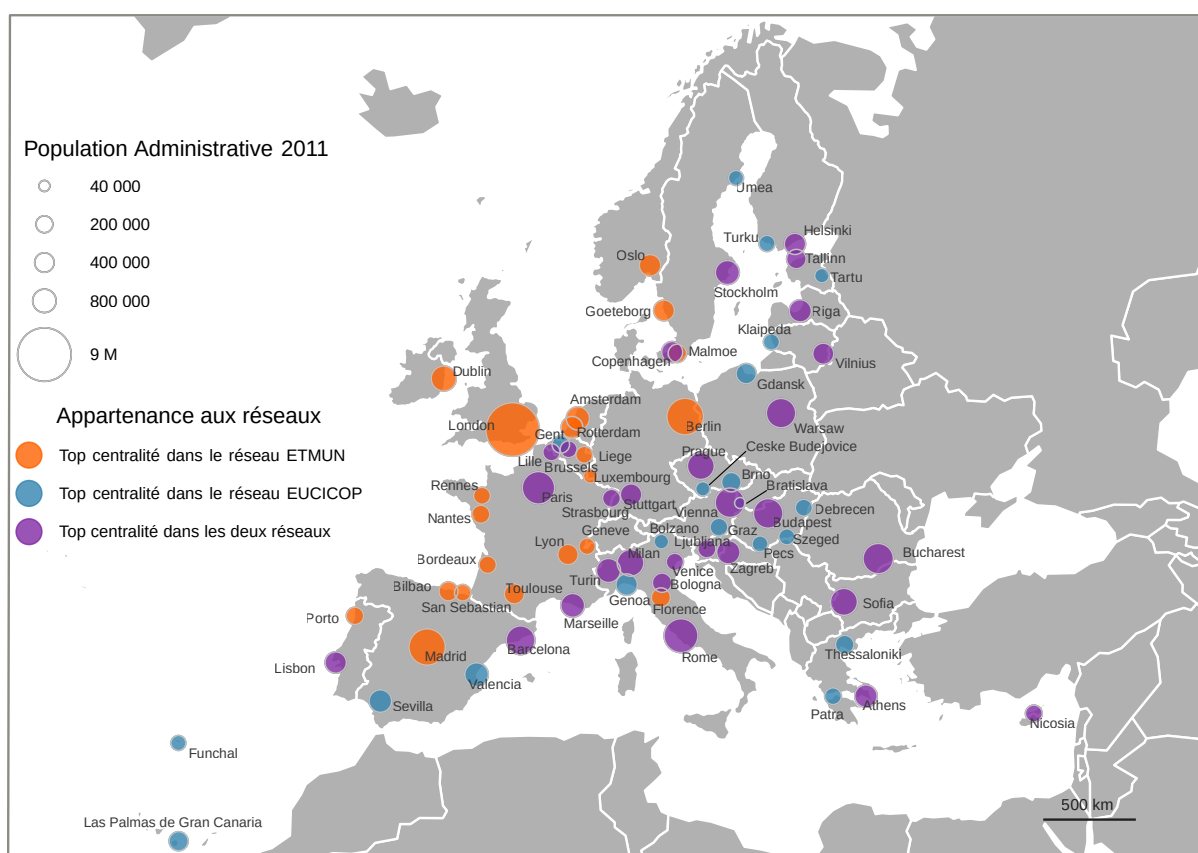 Population Administrative 2011
40 000
200 000
400 000
800 000
9 M
Appartenance aux réseaux
Top centralité dans le réseau ETMUN
Top centralité dans le réseau EUCICOP
Top centralité dans les deux réseaux
Umea
Helsinki
Turku
Tallinn
Oslo
Tartu
Stockholm
Goeteborg
Riga
Klaipeda
Malmoe
Copenhagen
Vilnius
Dublin
Gdansk
Amsterdam
London
Gent
Rotterdam
Berlin
Warsaw
Ceske Budejovice
Lille
Brussels
Liege
Prague
Luxembourg
Brno
Rennes
Paris
Stuttgart
Bratislava
Strasbourg
Vienna
Debrecen
Nantes
Geneve
Bolzano
Graz
Budapest
Ljubljana
Szeged
Lyon
Milan
Pecs
Bucharest
Bordeaux
Venice
Zagreb
Turin
Bologna
Bilbao
Toulouse
San Sebastian
Genoa
Florence
Sofia
Porto
Marseille
Madrid
Barcelona
Rome
Thessaloniki
Lisbon
Valencia
Sevilla
Patra
Athens
Nicosia
Funchal
500 km
Las Palmas de Gran Canaria